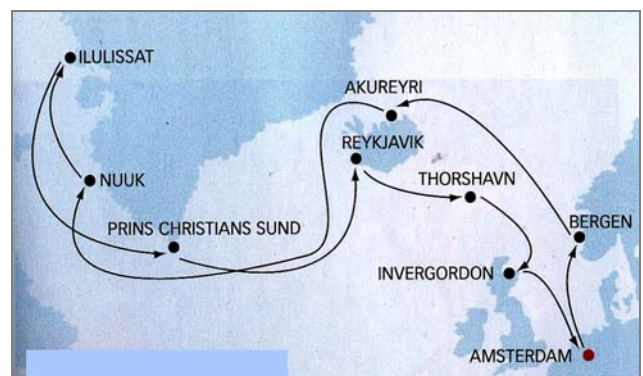 ILULISSAT
AKUREYRI
REYKJAVIK
NUUK
THORSHAVN
PRINS CHRISTIANS SUND
BERGEN
INVERGORDON
AMSTERDAM